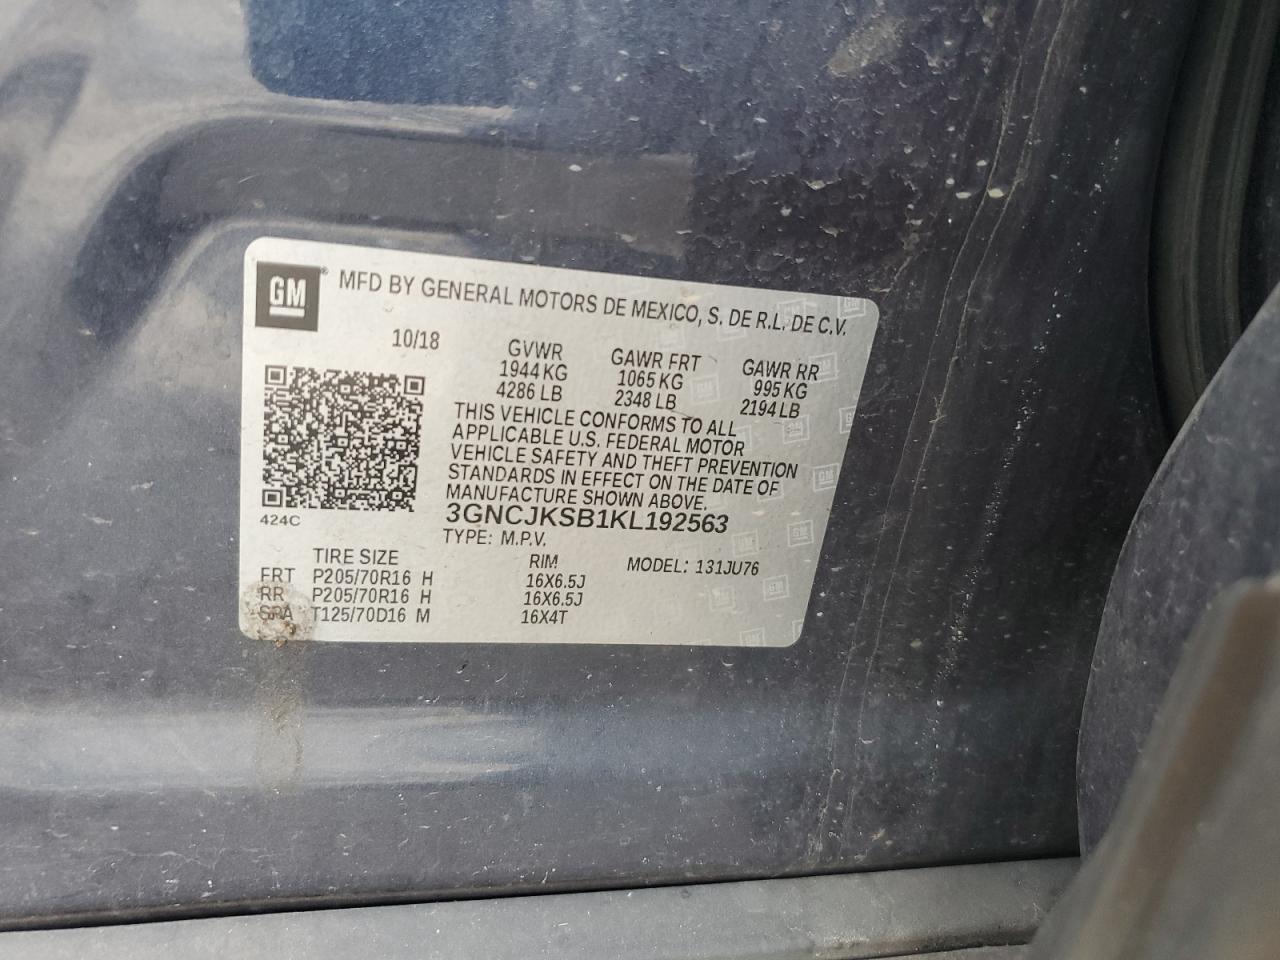 GM ® MFD BY GENERAL MOTORS DE MEXICO, S. DE R.L. DE C.V.
10/18 GVWR GAWR FRT GAWR RR
1944 KG 1065 KG 995 KG
4286 LB 2348 LB 2194 LB
THIS VEHICLE CONFORMS TO ALL
APPLICABLE U.S. FEDERAL MOTOR
VEHICLE SAFETY AND THEFT PREVENTION
STANDARDS IN EFFECT ON THE DATE OF
MANUFACTURE SHOWN ABOVE.
424C 3GNCJKSB1KL192563
TYPE: M.P.V.
TIRE SIZE RIM MODEL: 131JU76
FRT P205/70R16 H 16X6.5J
RR P205/70R16 H 16X6.5J
SPA T125/70D16 M 16X4T